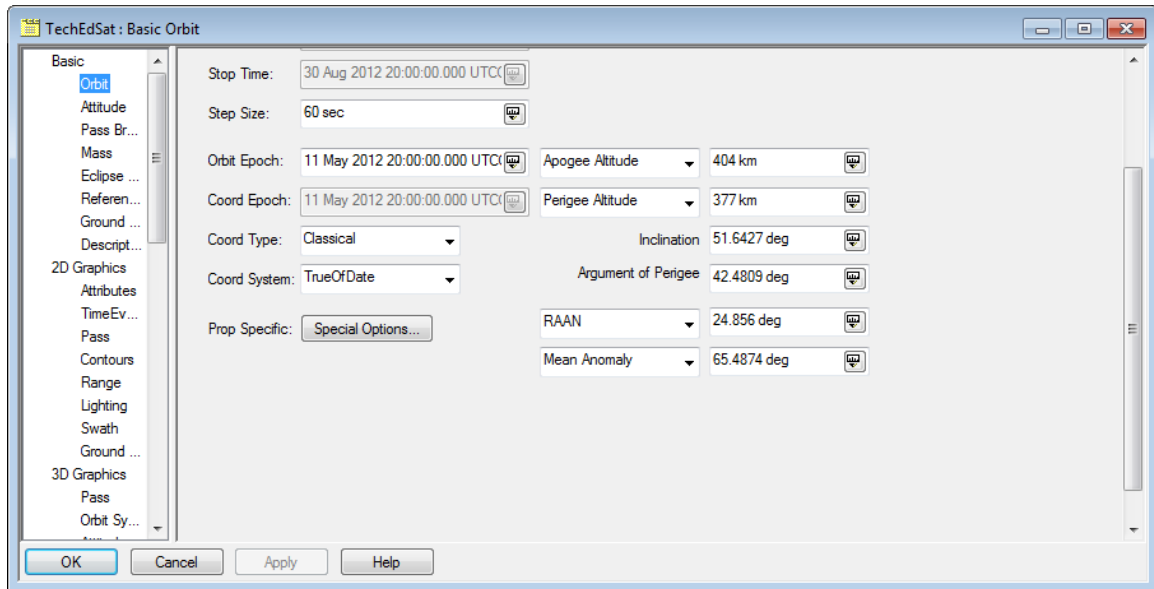 TechEdSat : Basic Orbit
Basic
Orbit
Attitude
Pass Br...
Mass
Eclipse ...
Referen...
Ground ...
Descript...
2D Graphics
Attributes
TimeEv...
Pass
Contours
Range
Lighting
Swath
Ground ...
3D Graphics
Pass
Orbit Sy...
Stop Time: 30 Aug 2012 20:00:00.000 UTC(
Step Size: 60 sec
Orbit Epoch: 11 May 2012 20:00:00.000 UTC( Apogee Altitude 404 km
Coord Epoch: 11 May 2012 20:00:00.000 UTC( Perigee Altitude 377 km
Coord Type: Classical Inclination 51.6427 deg
Coord System: TrueOfDate Argument of Perigee 42.4809 deg
Prop Specific: Special Options... RAAN 24.856 deg
Mean Anomaly 65.4874 deg
OK Cancel Apply Help